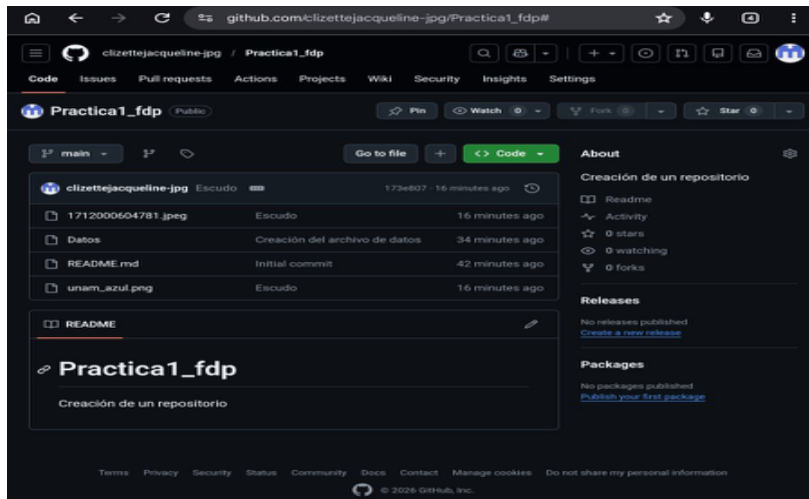 github.com/clizettejacqueline-jpg/Practica1_fdp#
4
clizettejacqueline-jpg / Practica1_fdp
Code Issues Pull requests Actions Projects Wiki Security Insights Settings
Practica1_fdp Public
Pin Watch 0 Fork 0 Star 0
main Go to file Code
clizettejacqueline-jpg Escudo 173e807 · 16 minutes ago
1712000604781.jpeg Escudo 16 minutes ago
Datos Creación del archivo de datos 34 minutes ago
README.md Initial commit 42 minutes ago
unam_azul.png Escudo 16 minutes ago
README
Practica1_fdp
Creación de un repositorio
About
Creación de un repositorio
Readme
Activity
0 stars
0 watching
0 forks
Releases
No releases published
Create a new release
Packages
No packages published
Publish your first package
Terms Privacy Security Status Community Docs Contact Manage cookies Do not share my personal information
© 2026 GitHub, Inc.